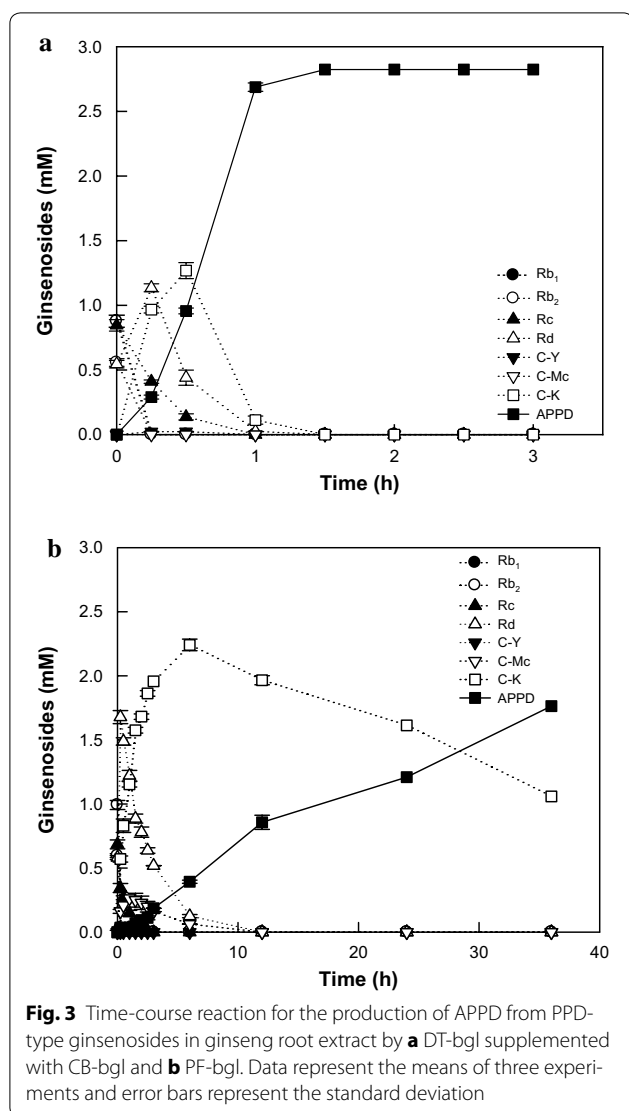 a
3.0
2.5
2.0
1.5
1.0
0.5
0.0
Ginsenosides (mM)
Rb₁
Rb₂
Rc
Rd
C-Y
C-Mc
C-K
APPD
0 1 2 3
Time (h)
b
3.0
2.5
2.0
1.5
1.0
0.5
0.0
Ginsenosides (mM)
Rb₁
Rb₂
Rc
Rd
C-Y
C-Mc
C-K
APPD
0 10 20 30 40
Time (h)
Fig. 3 Time-course reaction for the production of APPD from PPD-
type ginsenosides in ginseng root extract by a DT-bgl supplemented
with CB-bgl and b PF-bgl. Data represent the means of three experi-
ments and error bars represent the standard deviation